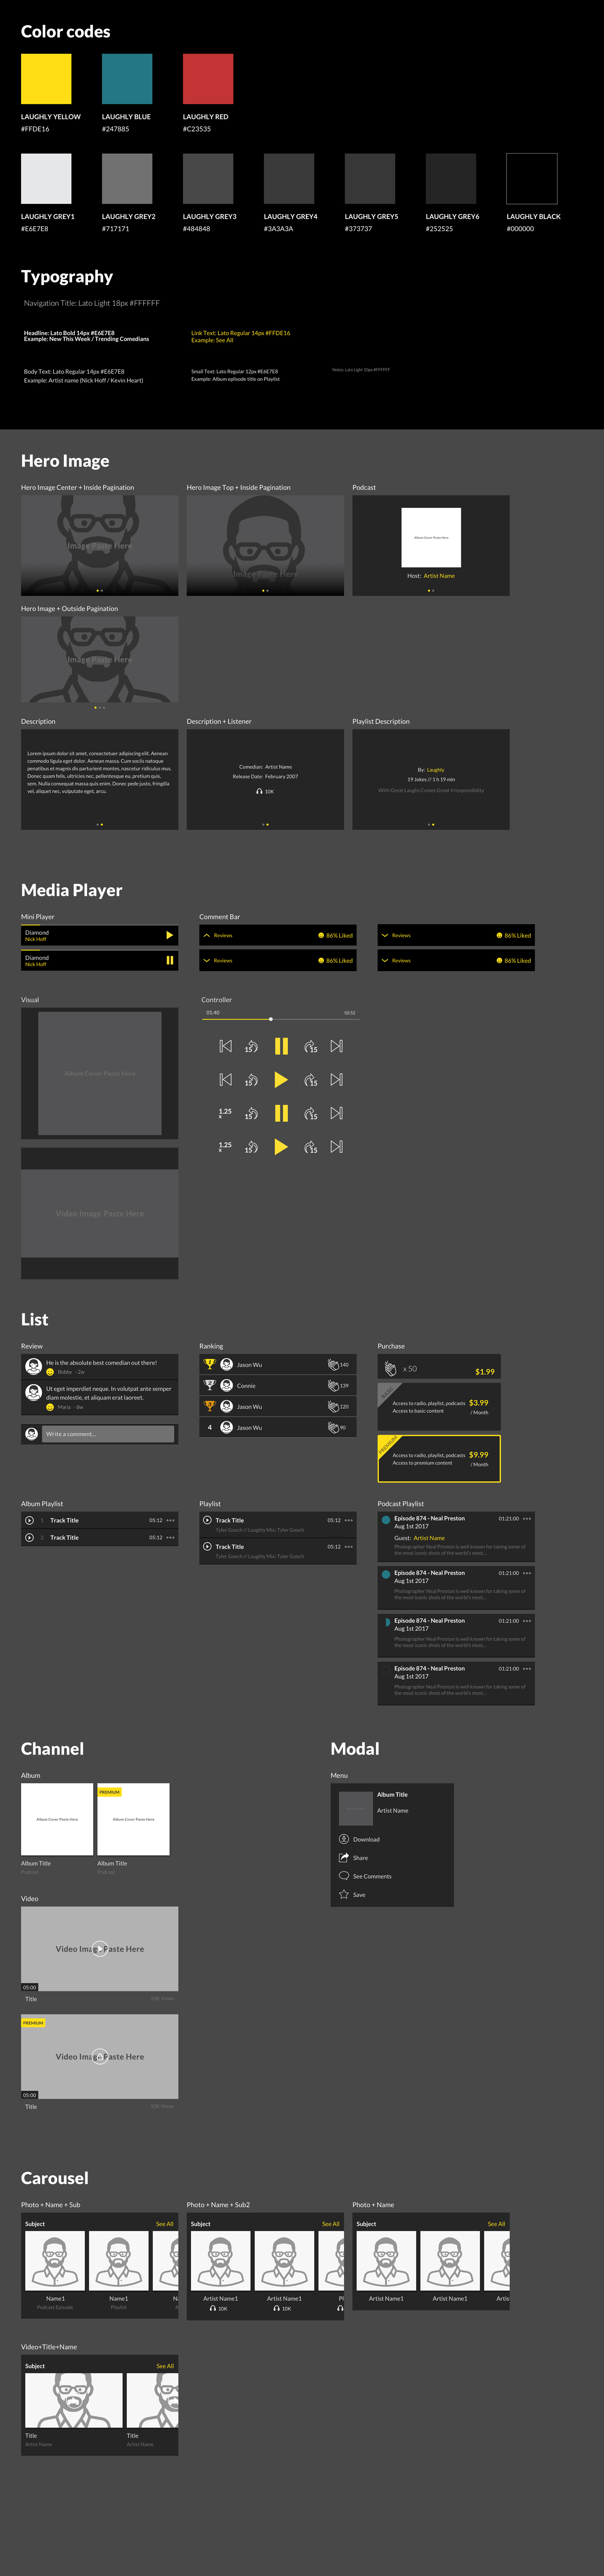 Color codes
LAUGHLY YELLOW
#FFDE16
LAUGHLY BLUE
#247885
LAUGHLY RED
#C23535
LAUGHLY GREY1
#E6E7E8
LAUGHLY GREY2
#717171
LAUGHLY GREY3
#484848
LAUGHLY GREY4
#3A3A3A
LAUGHLY GREY5
#373737
LAUGHLY GREY6
#252525
LAUGHLY BLACK
#000000
Typography
Navigation Title: Lato Light 18px #FFFFFF
Headline: Lato Bold 14px #E6E7E8
Example: New This Week / Trending Comedians
Link Text: Lato Regular 14px #FFDE16
Example: See All
Body Text: Lato Regular 14px #E6E7E8
Example: Artist name (Nick Hoff / Kevin Heart)
Small Text: Lato Regular 12px #E6E7E8
Example: Album episode title on Playlist
Notes: Lato Light 10px #FFFFFF
Hero Image
Hero Image Center + Inside Pagination
Image Paste Here
Hero Image Top + Inside Pagination
Image Paste Here
Podcast
Album Cover Paste Here
Host: Artist Name
Hero Image + Outside Pagination
Image Paste Here
Description
Lorem ipsum dolor sit amet, consectetuer adipiscing elit. Aenean
commodo ligula eget dolor. Aenean massa. Cum sociis natoque
penatibus et magnis dis parturient montes, nascetur ridiculus mus.
Donec quam felis, ultricies nec, pellentesque eu, pretium quis,
sem. Nulla consequat massa quis enim. Donec pede justo, fringilla
vel, aliquet nec, vulputate eget, arcu.
Description + Listener
Comedian: Artist Name
Release Date: February 2007
10K
Playlist Description
By: Laughly
19 Jokes // 1 h 19 min
With Great Laughs Comes Great Irresponsibility
Media Player
Mini Player
Diamond
Nick Hoff
Diamond
Nick Hoff
Comment Bar
Reviews 86% Liked
Reviews 86% Liked
Reviews 86% Liked
Reviews 86% Liked
Visual
Album Cover Paste Here
Video Image Paste Here
Controller
01:40 02:51
15 15
15 15
1.25 x 15 15
1.25 x 15 15
List
Review
He is the absolute best comedian out there!
Bobby - 2w
Ut eget imperdiet neque. In volutpat ante semper
diam molestie, et aliquam erat laoreet.
Maria - 8w
Write a comment...
Ranking
1 Jason Wu 140
2 Connie 139
3 Jason Wu 120
4 Jason Wu 90
Purchase
x 50 $1.99
BASIC
Access to radio, playlist, podcasts $3.99
Access to basic content / Month
PREMIUM
Access to radio, playlist, podcasts $9.99
Access to premium content / Month
Album Playlist
1 Track Title 05:12
2 Track Title 05:12
Playlist
Track Title 05:12
Tyler Gooch // Laughly Mix: Tyler Gooch
Track Title 05:12
Tyler Gooch // Laughly Mix: Tyler Gooch
Podcast Playlist
Episode 874 - Neal Preston 01:21:00
Aug 1st 2017
Guest: Artist Name
Photographer Neal Preston is well known for taking some of
the most iconic shots of the world's most...
Episode 874 - Neal Preston 01:21:00
Aug 1st 2017
Photographer Neal Preston is well known for taking some of
the most iconic shots of the world's most...
Episode 874 - Neal Preston 01:21:00
Aug 1st 2017
Photographer Neal Preston is well known for taking some of
the most iconic shots of the world's most...
Episode 874 - Neal Preston 01:21:00
Aug 1st 2017
Photographer Neal Preston is well known for taking some of
the most iconic shots of the world's most...
Channel
Album
Album Cover Paste Here
Album Title
Podcast
PREMIUM
Album Cover Paste Here
Album Title
Podcast
Video
Video Image Paste Here
05:00
Title 50K Views
PREMIUM
Video Image Paste Here
05:00
Title 50K Views
Modal
Menu
Album Title
Artist Name
Download
Share
See Comments
Save
Carousel
Photo + Name + Sub
Subject See All
Name1 Name1 N
Podcast Episode Playlist A
Photo + Name + Sub2
Subject See All
Artist Name1 Artist Name1 P
10K 10K
Photo + Name
Subject See All
Artist Name1 Artist Name1 Artis
Video+Title+Name
Subject See All
Title Title
Artist Name Artist Name